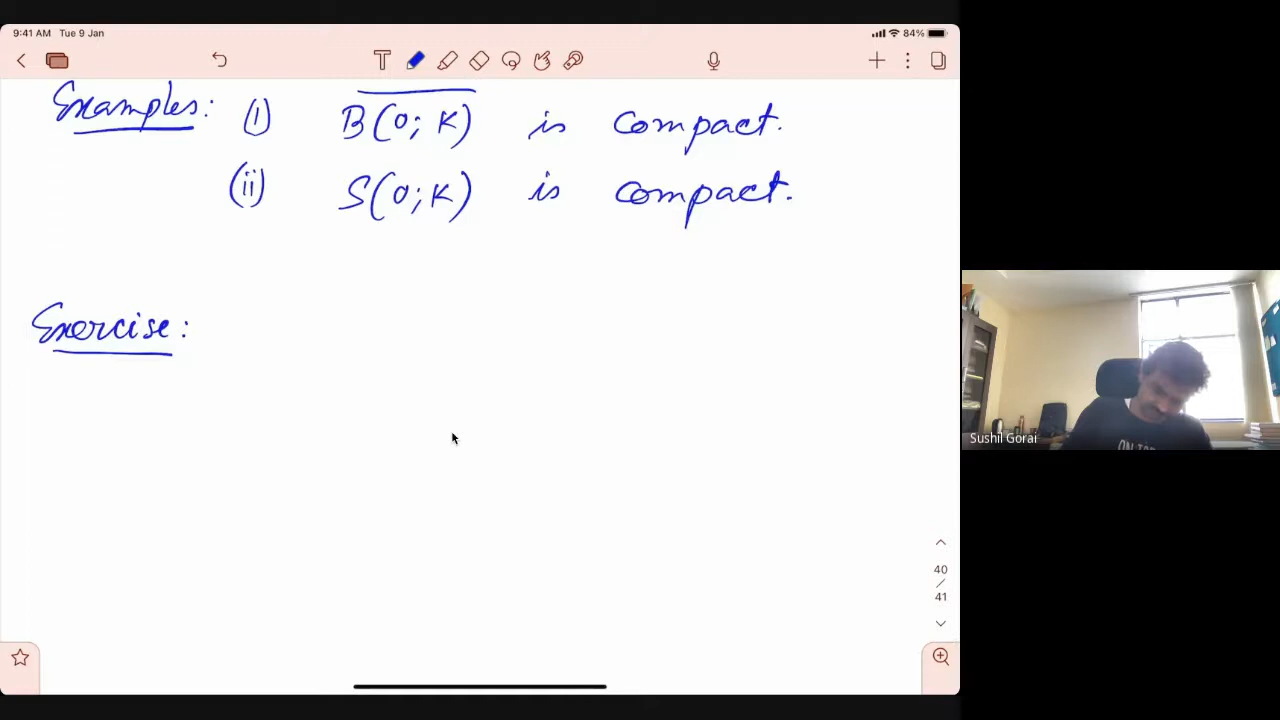 9:41 AM Tue 9 Jan
84%
T
Examples: (i) $\overline{B(0; K)}$ is compact.
(ii) S(0; K) is compact.
Exercise:
Sushil Gorai
40
/
41